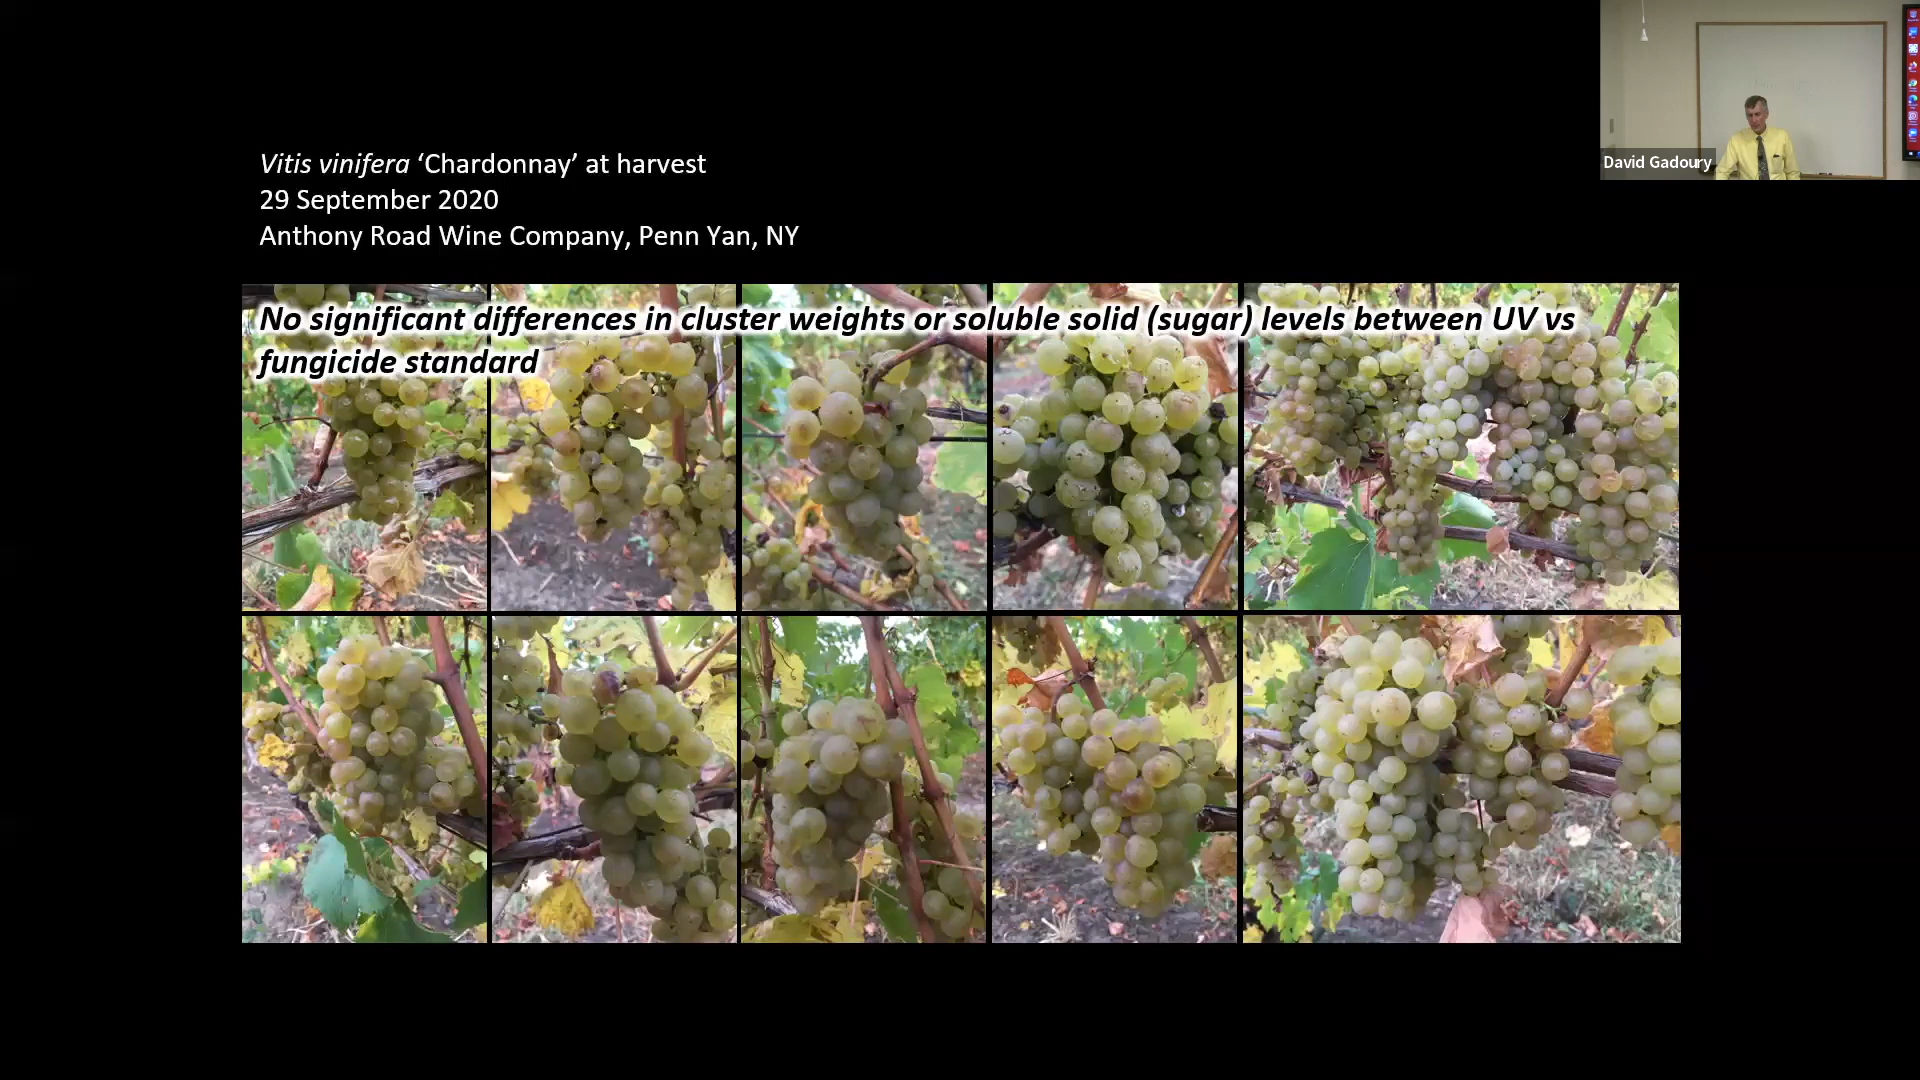 Vitis vinifera ‘Chardonnay’ at harvest
29 September 2020
Anthony Road Wine Company, Penn Yan, NY
No significant differences in cluster weights or soluble solid (sugar) levels between UV vs
fungicide standard
David Gadoury